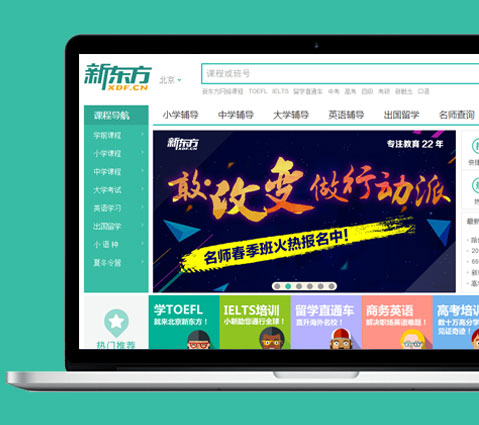 新东方
XDF.CN
北京
课程或班号
新东方网络课程 TOEFL IELTS 留学直通车 中考 高考 四级 考研 新概念 口语
课程导航
小学辅导 中学辅导 大学辅导 英语辅导 出国留学 名师查询
学前课程
小学课程
中学课程
大学考试
英语学习
出国留学
小 语 种
夏冬令营
新东方
XDF.CN
专注教育 22 年
敢·改变 做行动派
名师春季班火热报名中！
最新
热门推荐
学TOEFL
就来北京新东方！
IELTS培训
小新助您通行全球！
留学直通车
直升海外名校！
商务英语
解决职场英语难题！
高考培训
数十万高分学
见证奇迹！